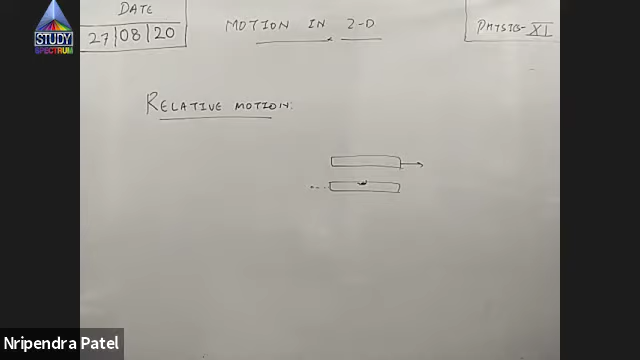 DATE
27|08|20
STUDY
SPECTRUM
MOTION IN 2-D
PHYSICS-XI
RELATIVE MOTION:
Nripendra Patel